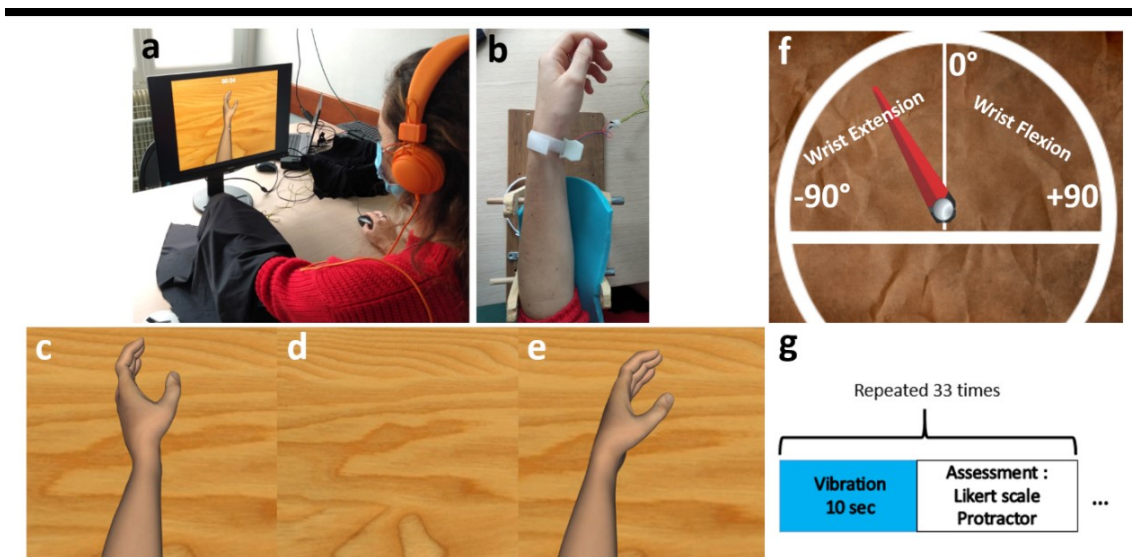 a
b
f
0°
Wrist Extension
Wrist Flexion
-90°
+90
c
d
e
g
Repeated 33 times
Vibration
10 sec
Assessment :
Likert scale
Protractor
...